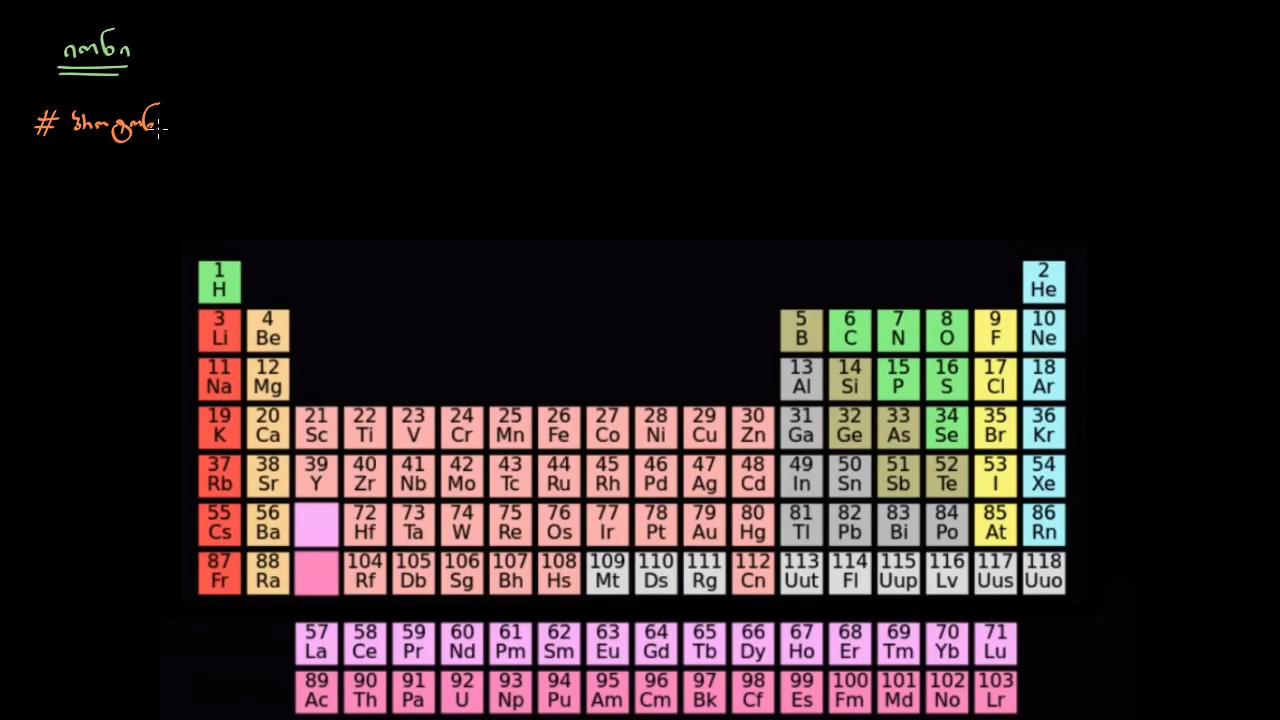 იონი
# პროტონ
1 2
H He
3 4 5 6 7 8 9 10
Li Be B C N O F Ne
11 12 13 14 15 16 17 18
Na Mg Al Si P S Cl Ar
19 20 21 22 23 24 25 26 27 28 29 30 31 32 33 34 35 36
K Ca Sc Ti V Cr Mn Fe Co Ni Cu Zn Ga Ge As Se Br Kr
37 38 39 40 41 42 43 44 45 46 47 48 49 50 51 52 53 54
Rb Sr Y Zr Nb Mo Tc Ru Rh Pd Ag Cd In Sn Sb Te I Xe
55 56 72 73 74 75 76 77 78 79 80 81 82 83 84 85 86
Cs Ba Hf Ta W Re Os Ir Pt Au Hg Tl Pb Bi Po At Rn
87 88 104 105 106 107 108 109 110 111 112 113 114 115 116 117 118
Fr Ra Rf Db Sg Bh Hs Mt Ds Rg Cn Uut Fl Uup Lv Uus Uuo
57 58 59 60 61 62 63 64 65 66 67 68 69 70 71
La Ce Pr Nd Pm Sm Eu Gd Tb Dy Ho Er Tm Yb Lu
89 90 91 92 93 94 95 96 97 98 99 100 101 102 103
Ac Th Pa U Np Pu Am Cm Bk Cf Es Fm Md No Lr